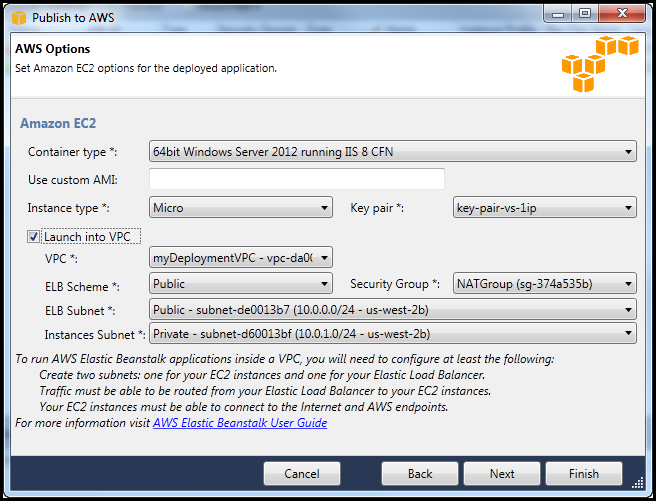 Publish to AWS
AWS Options
Set Amazon EC2 options for the deployed application.
Amazon EC2
Container type *: 64bit Windows Server 2012 running IIS 8 CFN
Use custom AMI:
Instance type *: Micro Key pair *: key-pair-vs-1ip
Launch into VPC
VPC *: myDeploymentVPC - vpc-da0(
ELB Scheme *: Public Security Group *: NATGroup (sg-374a535b)
ELB Subnet *: Public - subnet-de0013b7 (10.0.0.0/24 - us-west-2b)
Instances Subnet *: Private - subnet-d60013bf (10.0.1.0/24 - us-west-2b)
To run AWS Elastic Beanstalk applications inside a VPC, you will need to configure at least the following:
Create two subnets: one for your EC2 instances and one for your Elastic Load Balancer.
Traffic must be able to be routed from your Elastic Load Balancer to your EC2 instances.
Your EC2 instances must be able to connect to the Internet and AWS endpoints.
For more information visit AWS Elastic Beanstalk User Guide
Cancel Back Next Finish